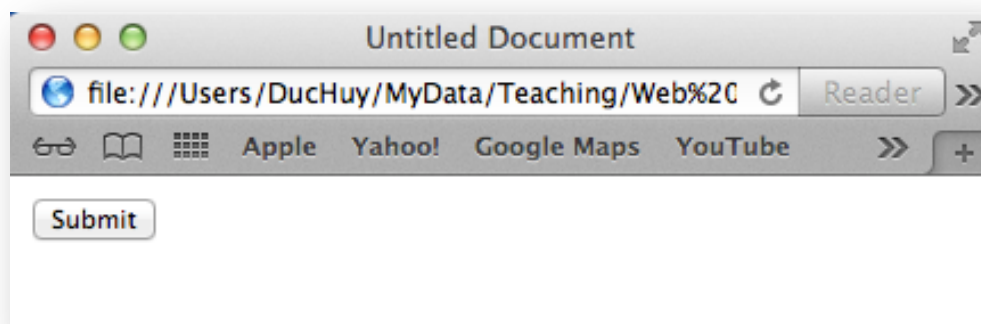 Untitled Document
file:///Users/DucHuy/MyData/Teaching/Web%20 Reader
Apple Yahoo! Google Maps YouTube
Submit